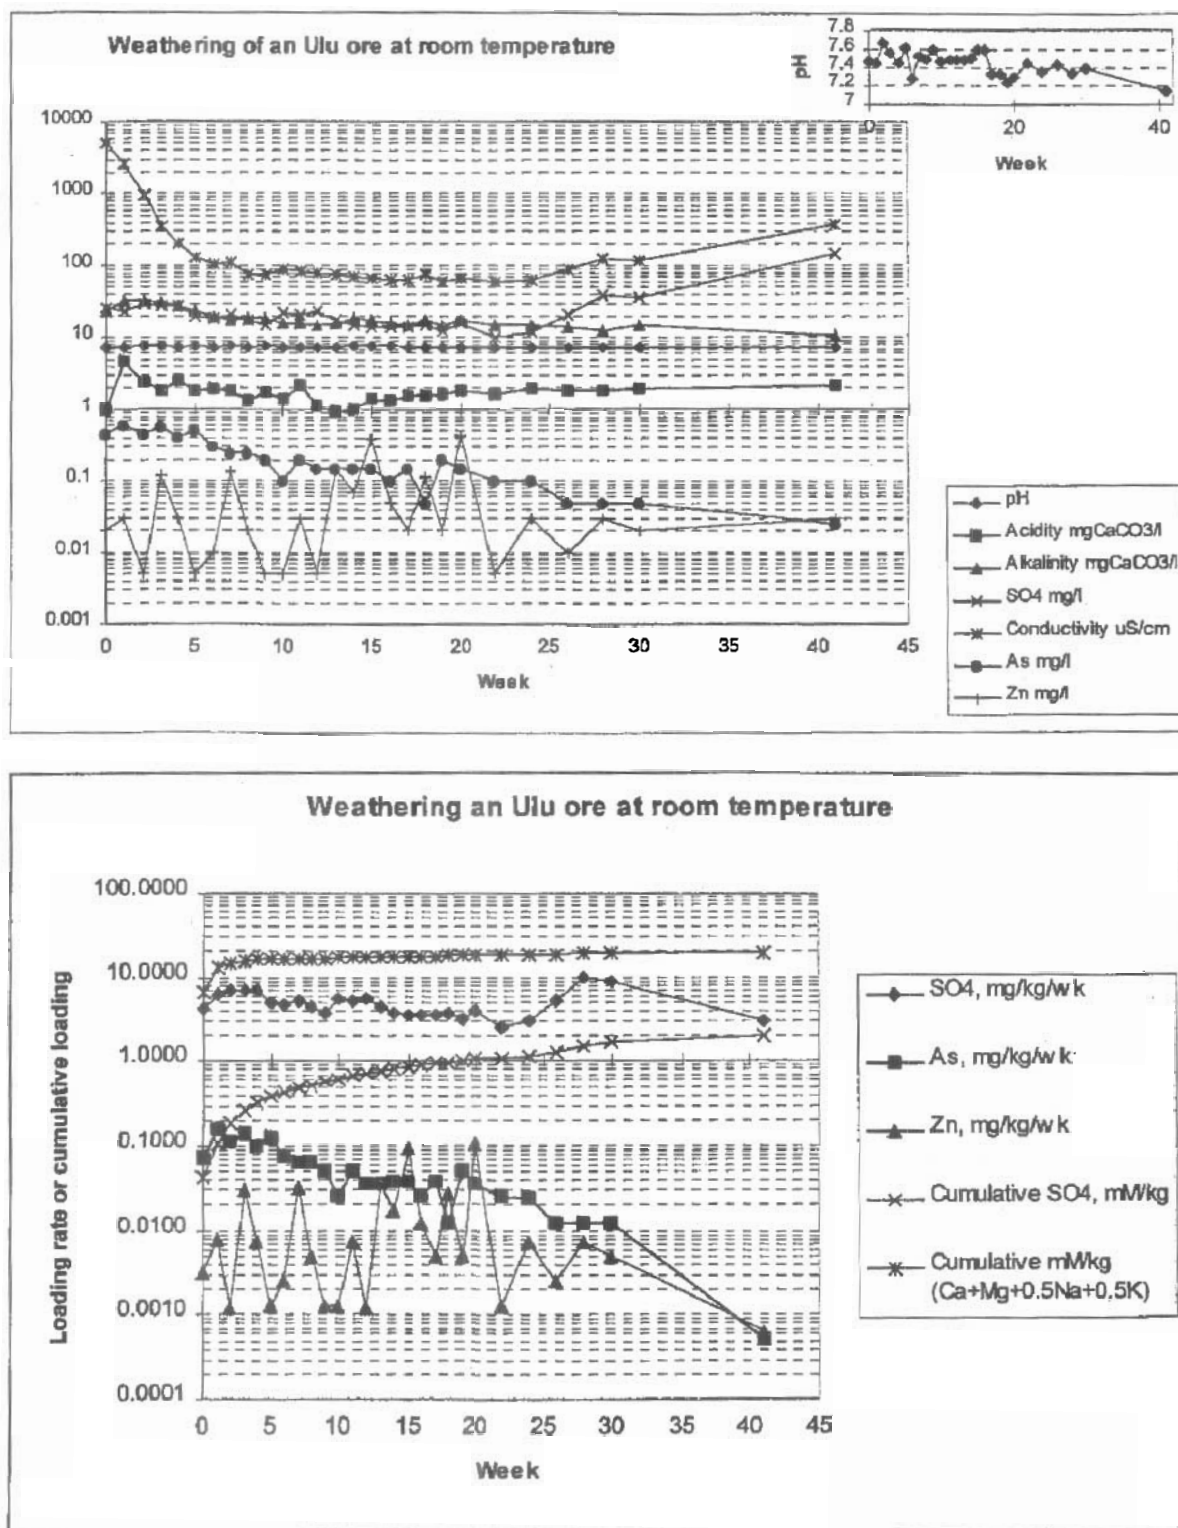 Weathering of an Ulu ore at room temperature
pH
7.8
7.6
7.4
7.2
7
0 20 40
Week
10000
1000
100
10
1
0.1
0.01
0.001
0 5 10 15 20 25 30 35 40 45
Week
pH
Acidity mgCaCO3/l
Alkalinity mgCaCO3/l
SO4 mg/l
Conductivity uS/cm
As mg/l
Zn mg/l
Weathering an Ulu ore at room temperature
Loading rate or cumulative loading
100.0000
10.0000
1.0000
0.1000
0.0100
0.0010
0.0001
0 5 10 15 20 25 30 35 40 45
Week
SO4, mg/kg/wk
As, mg/kg/wk
Zn, mg/kg/wk
Cumulative SO4, mM/kg
Cumulative mM/kg
(Ca+Mg+0.5Na+0.5K)